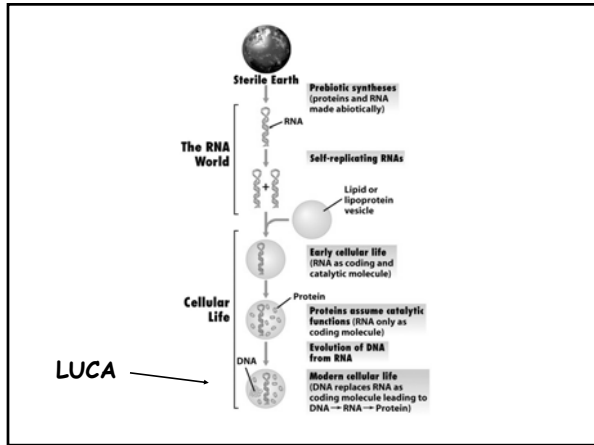 Sterile Earth
Prebiotic syntheses
(proteins and RNA
made abiotically)
RNA
The RNA
World
Self-replicating RNAs
+
Lipid or
lipoprotein
vesicle
Early cellular life
(RNA as coding and
catalytic molecule)
Protein
Cellular
Life
Proteins assume catalytic
functions (RNA only as
coding molecule)
Evolution of DNA
from RNA
DNA
LUCA
Modern cellular life
(DNA replaces RNA as
coding molecule leading to
DNA→RNA→Protein)